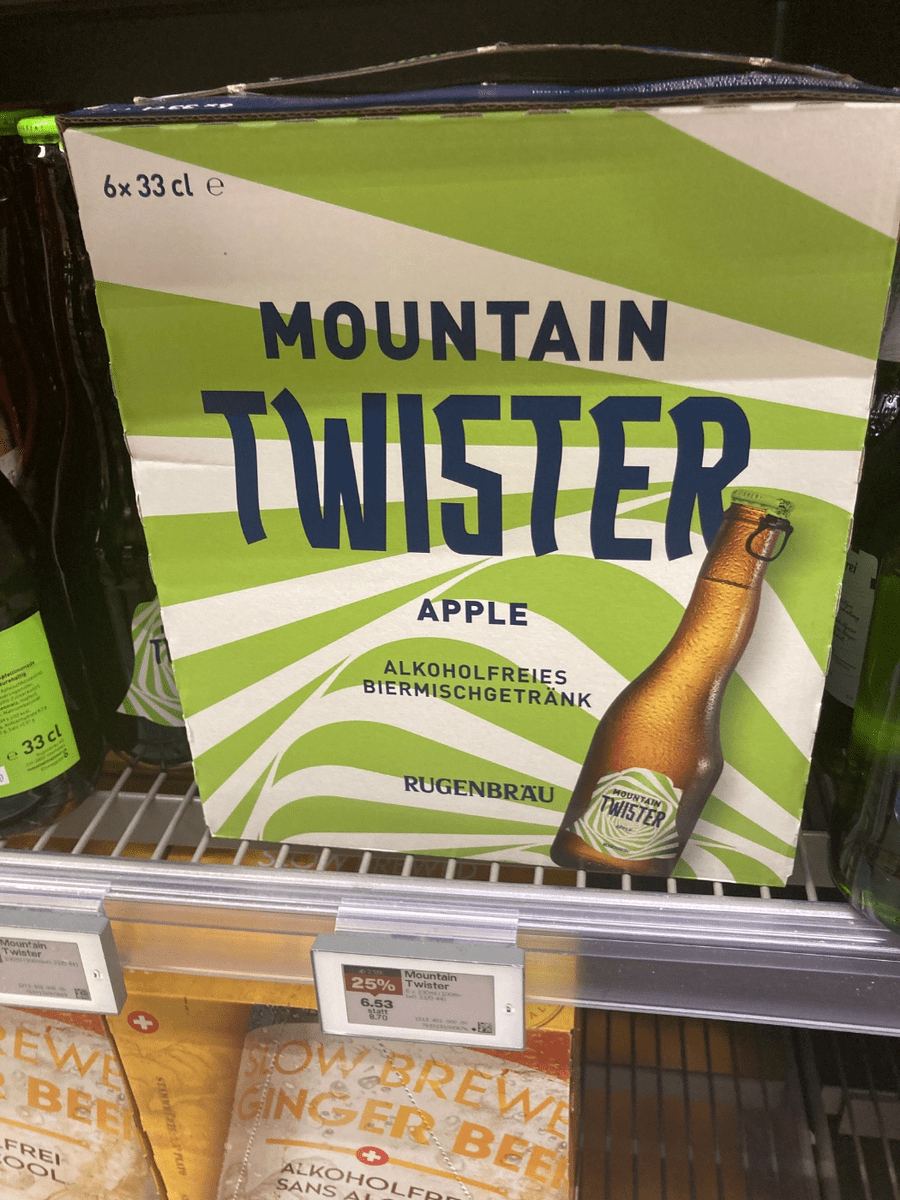 6x 33 cl e
MOUNTAIN
TWISTER
APPLE
ALKOHOLFREIES
BIERMISCHGETRÄNK
RUGENBRÄU
MOUNTAIN
TWISTER
APPLE
e 33 cl
Mountain
Twister
25%
6.53
statt
8.70
Mountain
Twister
SLOW BREWE
GINGER BEE
ALKOHOLFRE
SANS AL
REWE
BEE
FREI
OOL